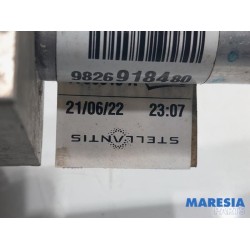 9826918480
21/06/22 23:07
STELLANTIS
MARESIA